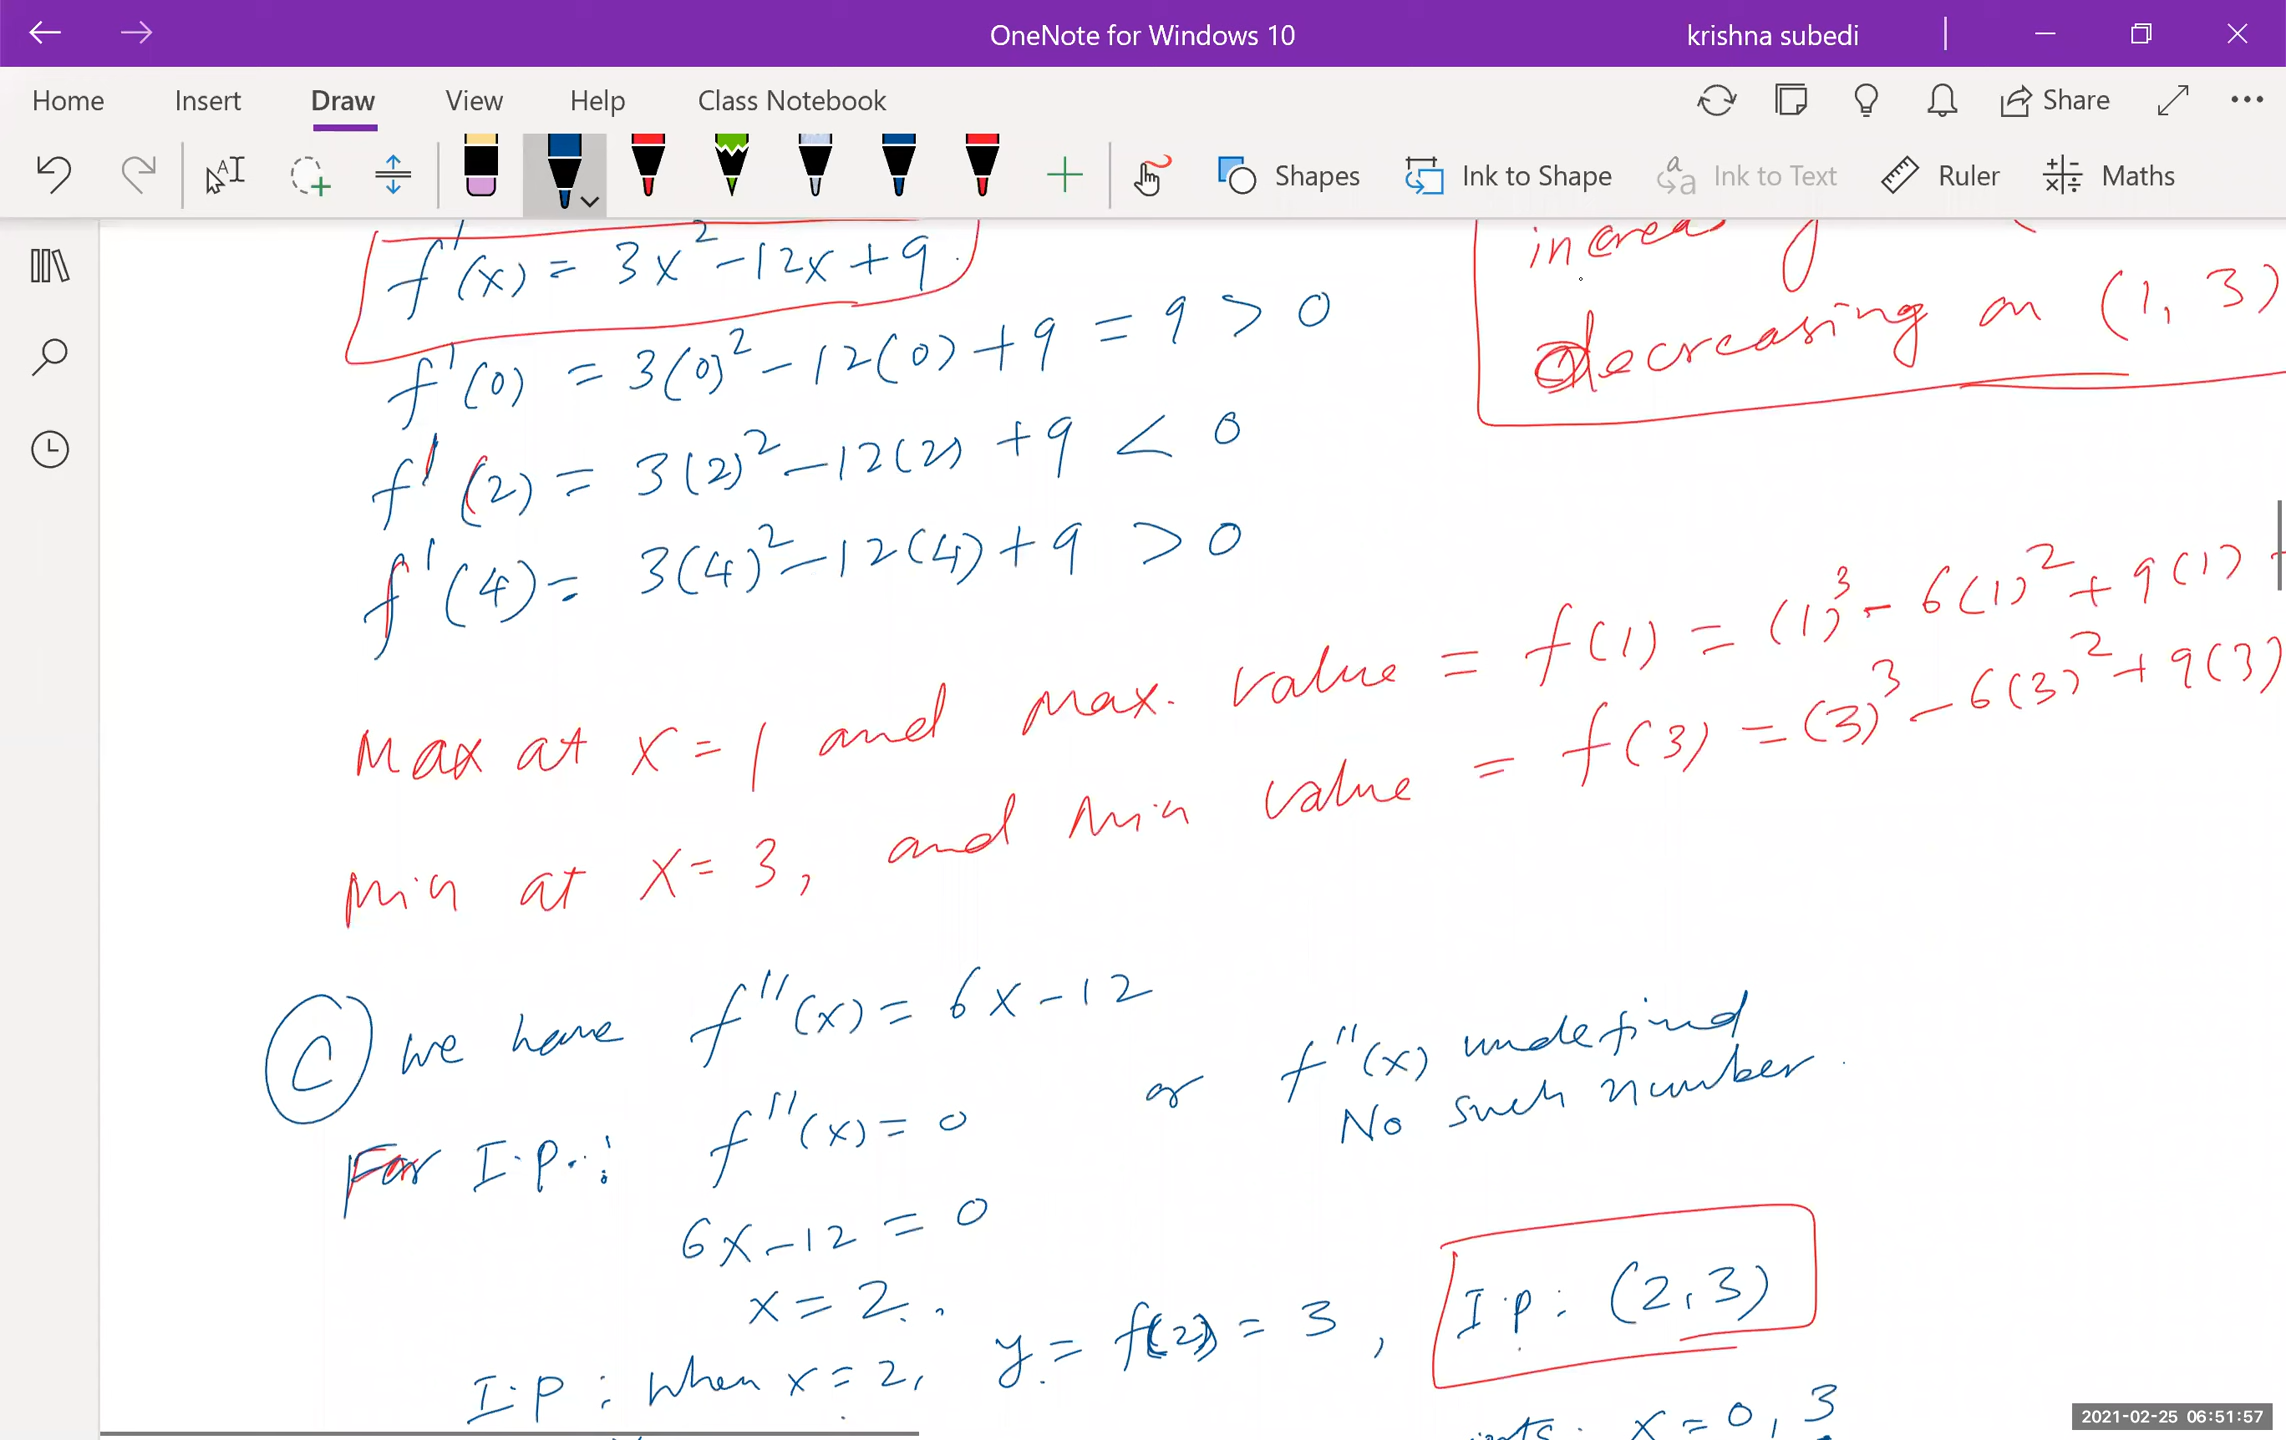 OneNote for Windows 10
krishna subedi
Home Insert Draw View Help Class Notebook
Share
Shapes Ink to Shape Ink to Text Ruler Maths
f'(x) = 3x² - 12x + 9
f'(0) = 3(0)² - 12(0) + 9 = 9 > 0
f'(2) = 3(2)² - 12(2) + 9 < 0
f'(4) = 3(4)² - 12(4) + 9 > 0
decreasing on (1, 3)
Max at x = 1 and max. value = f(1) = (1)³ - 6(1)² + 9(1)
Min at x = 3, and Min value = f(3) = (3)³ - 6(3)² + 9(3)
C we have f''(x) = 6x - 12
For I.P. : f''(x) = 0 or f''(x) undefind
No such number.
6x - 12 = 0
x = 2.
I.P : when x = 2, y = f(2) = 3 ,
I.P : (2, 3)
x = 0, 3
2021-02-25 06:51:57